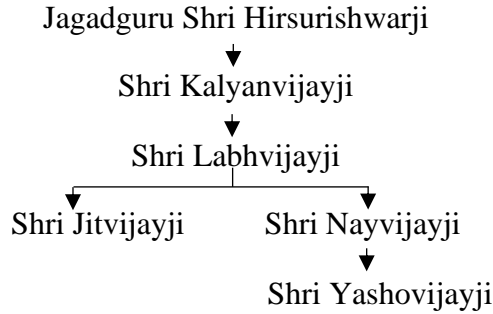 Jagadguru Shri Hirsurishwarji
Shri Kalyanvijayji
Shri Labhvijayji
Shri Jitvijayji Shri Nayvijayji
Shri Yashovijayji